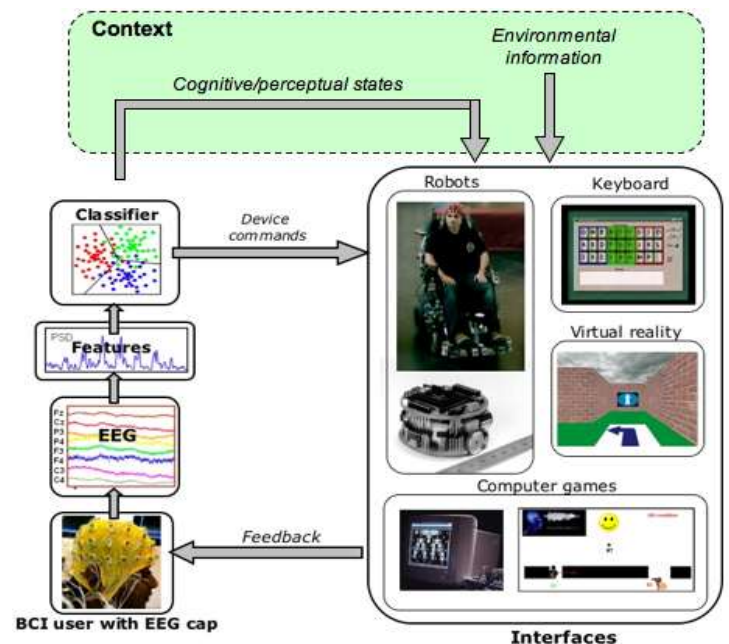 Context
Environmental
information
Cognitive/perceptual states
Classifier
Device
commands
Robots
Keyboard
PSD
Features
Virtual reality
Fz
Cz
P3
P4
F3
F4
C3
C4
EEG
Computer games
Feedback
BCI user with EEG cap
Interfaces